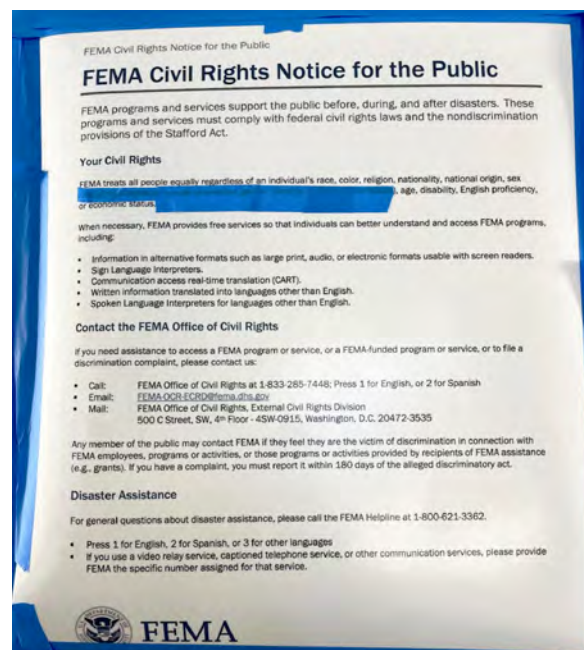 FEMA Civil Rights Notice for the Public
FEMA Civil Rights Notice for the Public
FEMA programs and services support the public before, during, and after disasters. These
programs and services must comply with federal civil rights laws and the nondiscrimination
provisions of the Stafford Act.
Your Civil Rights
FEMA treats all people equally regardless of an individual's race, color, religion, nationality, national origin, sex
), age, disability, English proficiency,
or economic status.
When necessary, FEMA provides free services so that individuals can better understand and access FEMA programs,
including:
• Information in alternative formats such as large print, audio, or electronic formats usable with screen readers.
• Sign Language Interpreters.
• Communication access real-time translation (CART).
• Written information translated into languages other than English.
• Spoken Language Interpreters for languages other than English.
Contact the FEMA Office of Civil Rights
If you need assistance to access a FEMA program or service, or a FEMA-funded program or service, or to file a
discrimination complaint, please contact us:
• Call: FEMA Office of Civil Rights at 1-833-285-7448; Press 1 for English, or 2 for Spanish
• Email: FEMA-OCR-ECRD@fema.dhs.gov
• Mail: FEMA Office of Civil Rights, External Civil Rights Division
500 C Street, SW, 4th Floor - 4SW-0915, Washington, D.C. 20472-3535
Any member of the public may contact FEMA if they feel they are the victim of discrimination in connection with
FEMA employees, programs or activities, or those programs or activities provided by recipients of FEMA assistance
(e.g., grants). If you have a complaint, you must report it within 180 days of the alleged discriminatory act.
Disaster Assistance
For general questions about disaster assistance, please call the FEMA Helpline at 1-800-621-3362.
• Press 1 for English, 2 for Spanish, or 3 for other languages
• If you use a video relay service, captioned telephone service, or other communication services, please provide
FEMA the specific number assigned for that service.
FEMA